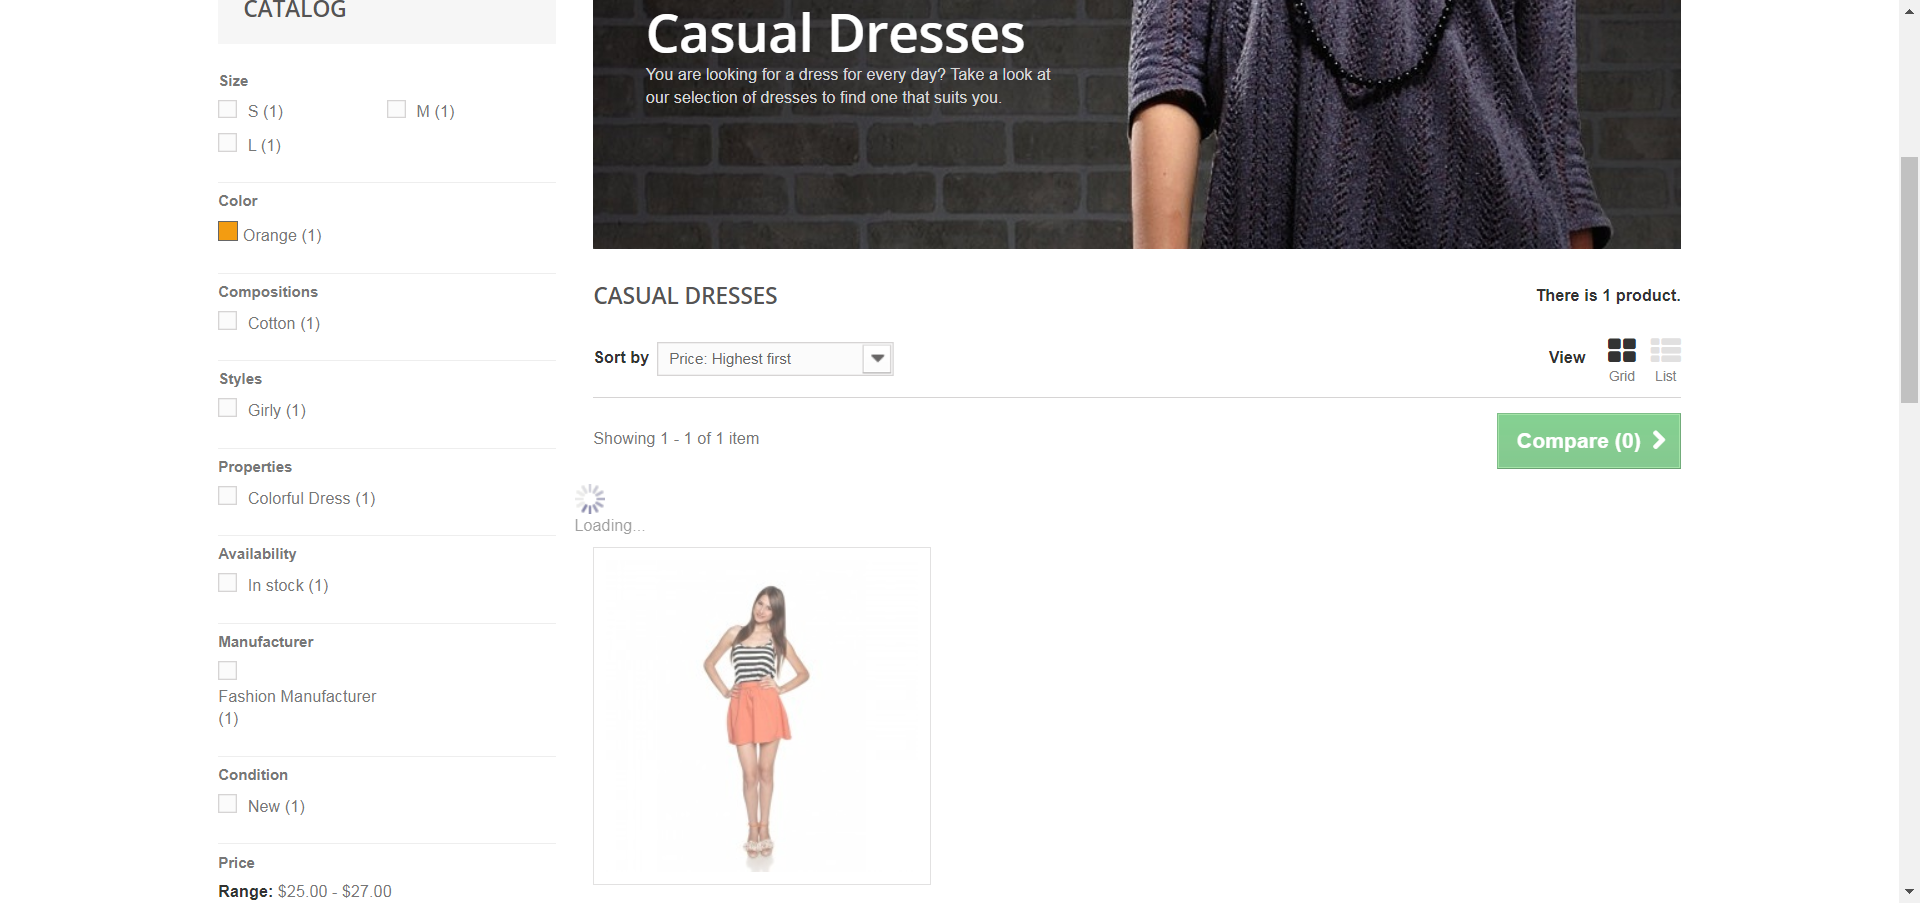 CATALOG
Size
S (1)
M (1)
L (1)
Color
Orange (1)
Compositions
Cotton (1)
Styles
Girly (1)
Properties
Colorful Dress (1)
Availability
In stock (1)
Manufacturer
Fashion Manufacturer
(1)
Condition
New (1)
Price
Range: $25.00 - $27.00
Casual Dresses
You are looking for a dress for every day? Take a look at
our selection of dresses to find one that suits you.
CASUAL DRESSES
There is 1 product.
Sort by
Price: Highest first
View
Grid
List
Showing 1 - 1 of 1 item
Compare (0)
Loading...